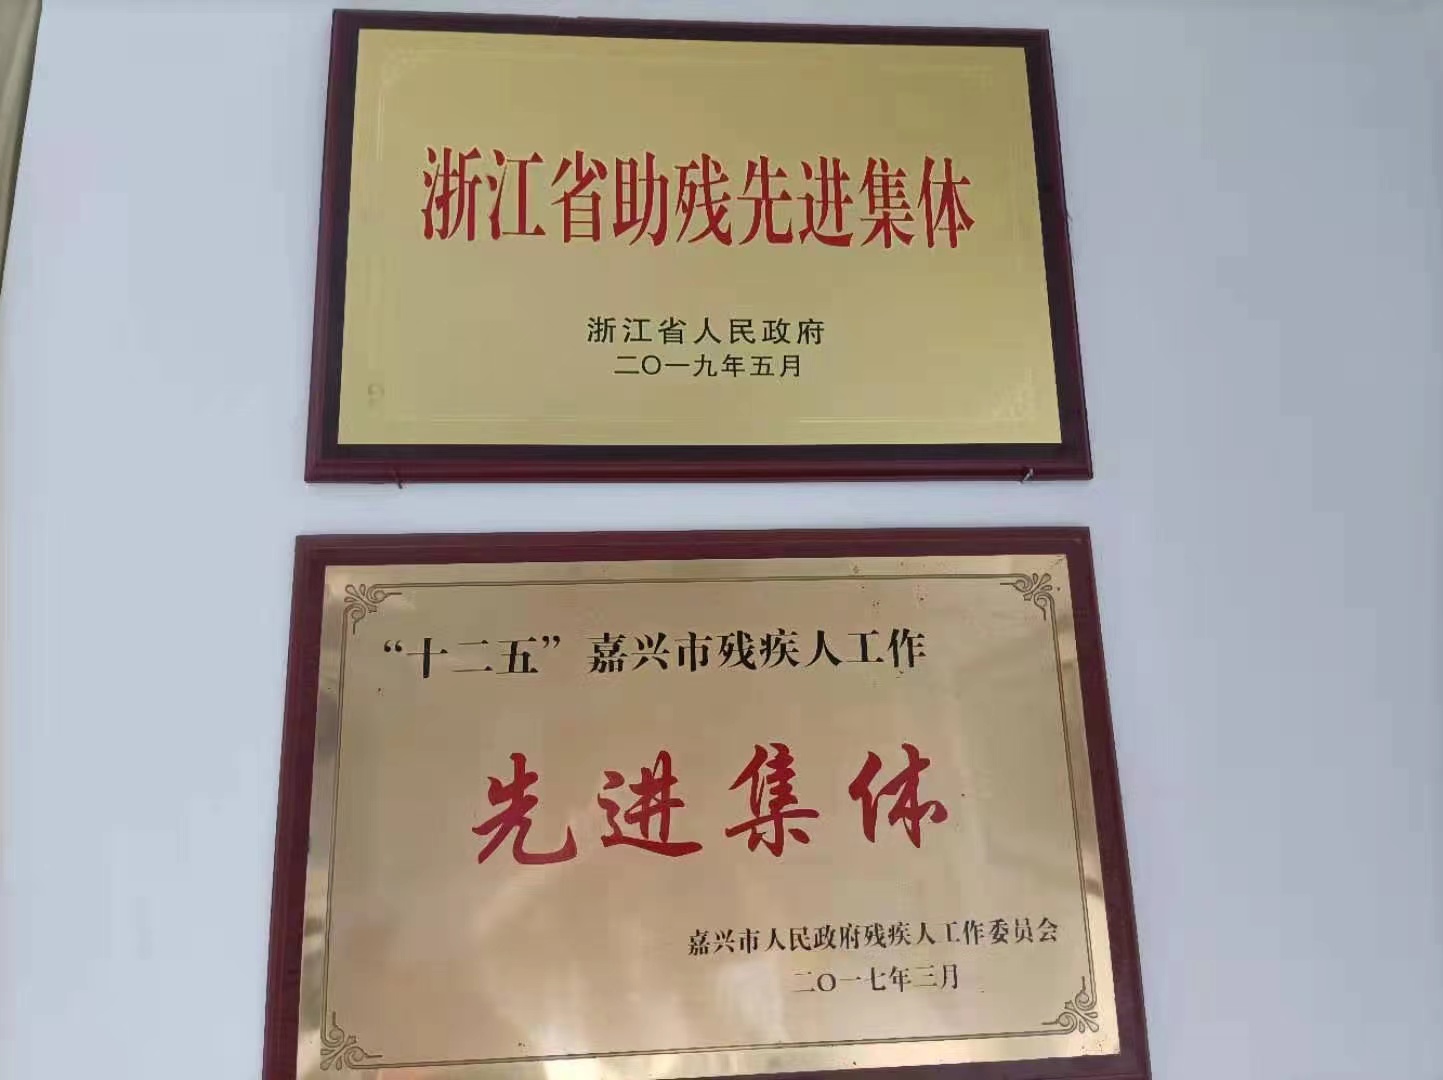 浙江省助残先进集体
浙江省人民政府
二〇一九年五月
“十二五”嘉兴市残疾人工作
先进集体
嘉兴市人民政府残疾人工作委员会
二〇一七年三月